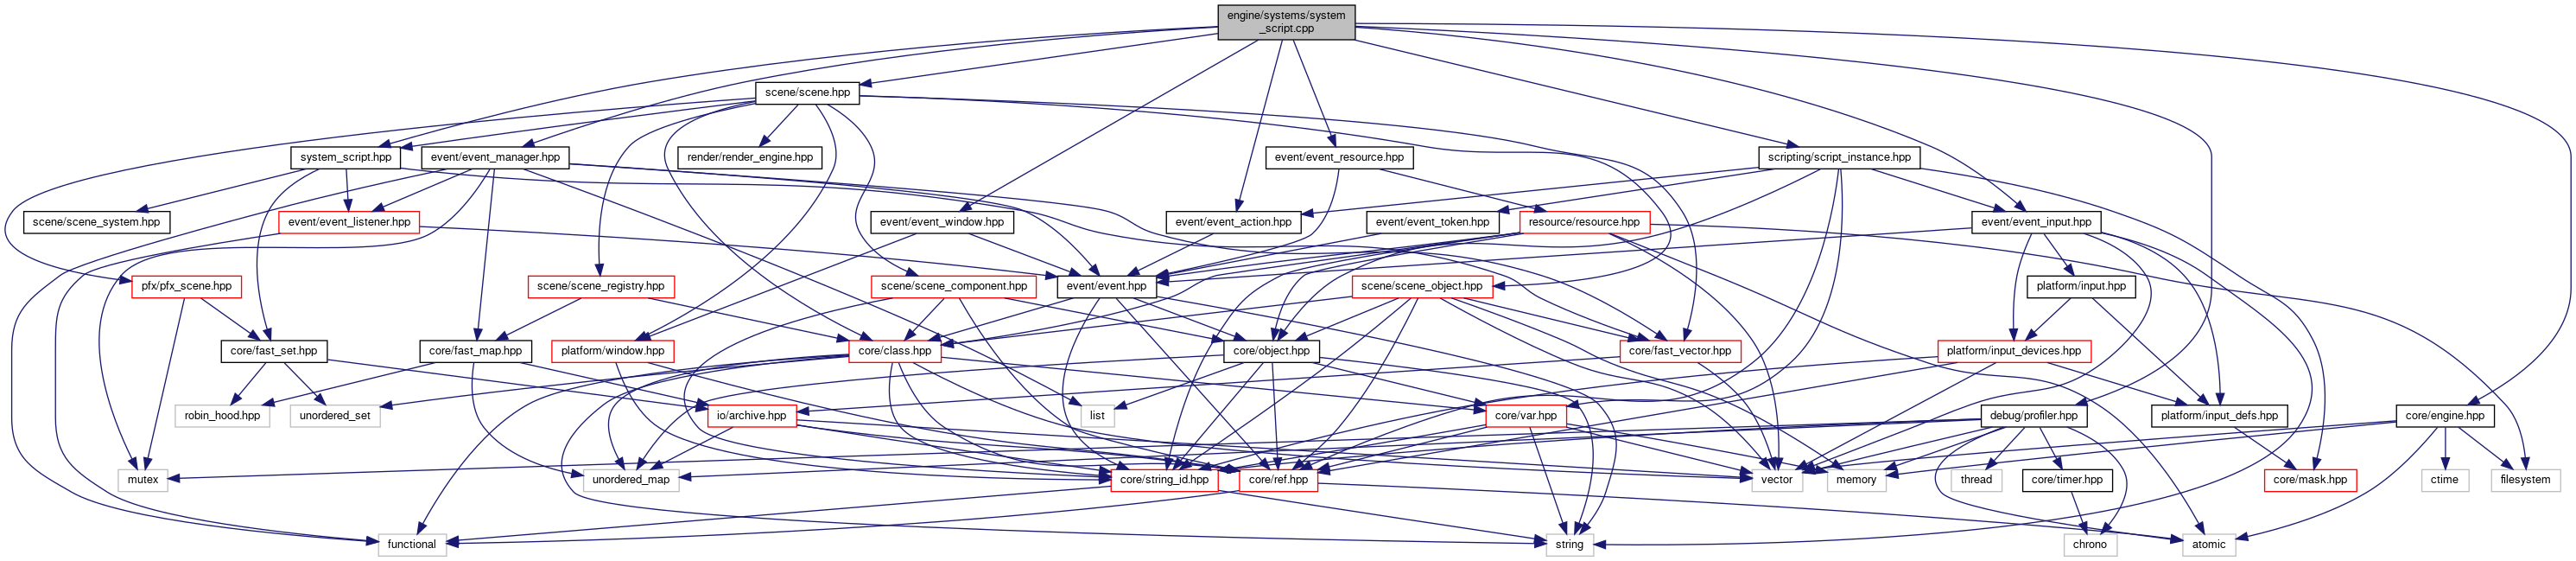 engine/systems/system
_script.cpp
scene/scene.hpp
system_script.hpp
event/event_manager.hpp
render/render_engine.hpp
event/event_resource.hpp
scripting/script_instance.hpp
scene/scene_system.hpp
event/event_listener.hpp
event/event_window.hpp
event/event_action.hpp
event/event_token.hpp
resource/resource.hpp
event/event_input.hpp
pfx/pfx_scene.hpp
scene/scene_registry.hpp
scene/scene_component.hpp
event/event.hpp
scene/scene_object.hpp
platform/input.hpp
core/fast_set.hpp
core/fast_map.hpp
platform/window.hpp
core/class.hpp
core/object.hpp
core/fast_vector.hpp
platform/input_devices.hpp
robin_hood.hpp
unordered_set
io/archive.hpp
list
core/var.hpp
debug/profiler.hpp
platform/input_defs.hpp
core/engine.hpp
mutex
unordered_map
core/string_id.hpp
core/ref.hpp
vector
memory
thread
core/timer.hpp
core/mask.hpp
ctime
filesystem
functional
string
chrono
atomic